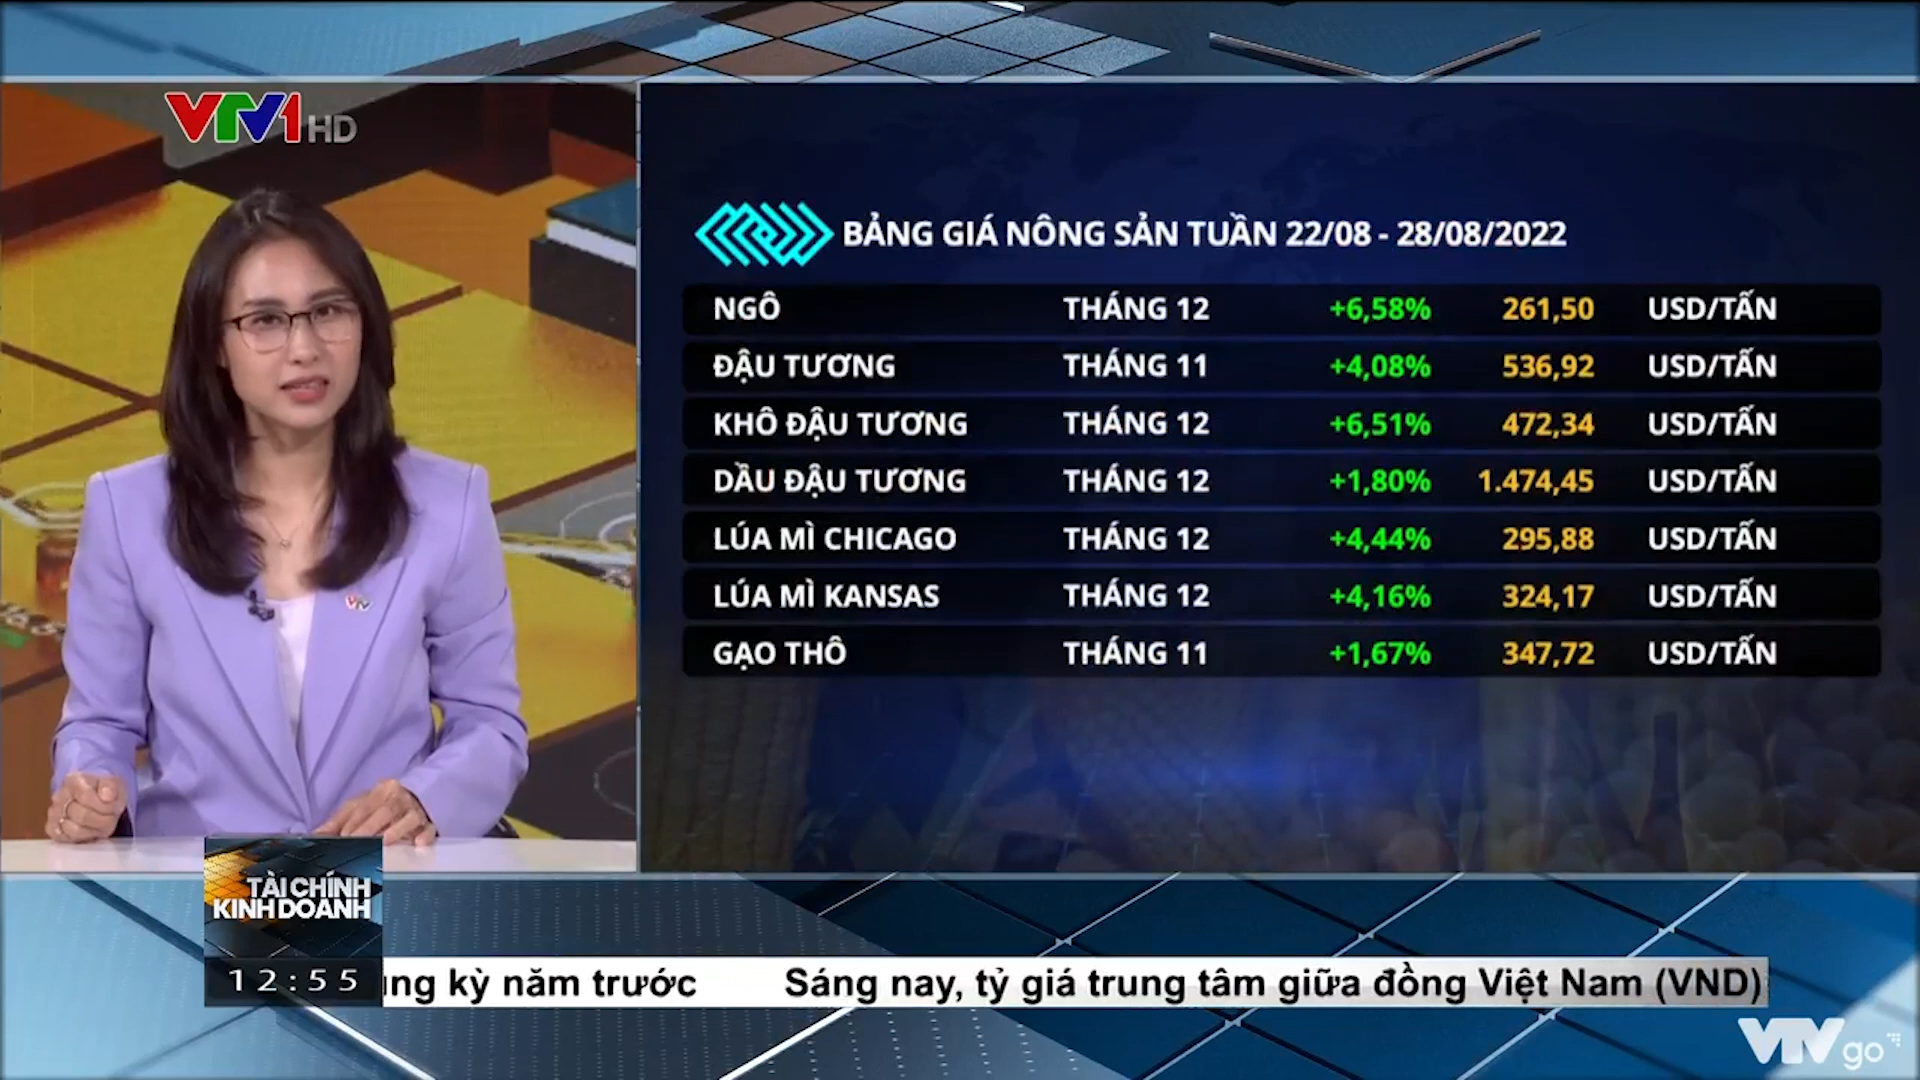 VTV1 HD
BẢNG GIÁ NÔNG SẢN TUẦN 22/08 - 28/08/2022
NGÔ THÁNG 12 +6,58% 261,50 USD/TẤN
ĐẬU TƯƠNG THÁNG 11 +4,08% 536,92 USD/TẤN
KHÔ ĐẬU TƯƠNG THÁNG 12 +6,51% 472,34 USD/TẤN
DẦU ĐẬU TƯƠNG THÁNG 12 +1,80% 1.474,45 USD/TẤN
LÚA MÌ CHICAGO THÁNG 12 +4,44% 295,88 USD/TẤN
LÚA MÌ KANSAS THÁNG 12 +4,16% 324,17 USD/TẤN
GẠO THÔ THÁNG 11 +1,67% 347,72 USD/TẤN
VTV
TÀI CHÍNH
KINH DOANH
12:55 kỳ năm trước Sáng nay, tỷ giá trung tâm giữa đồng Việt Nam (VND)
VTV go